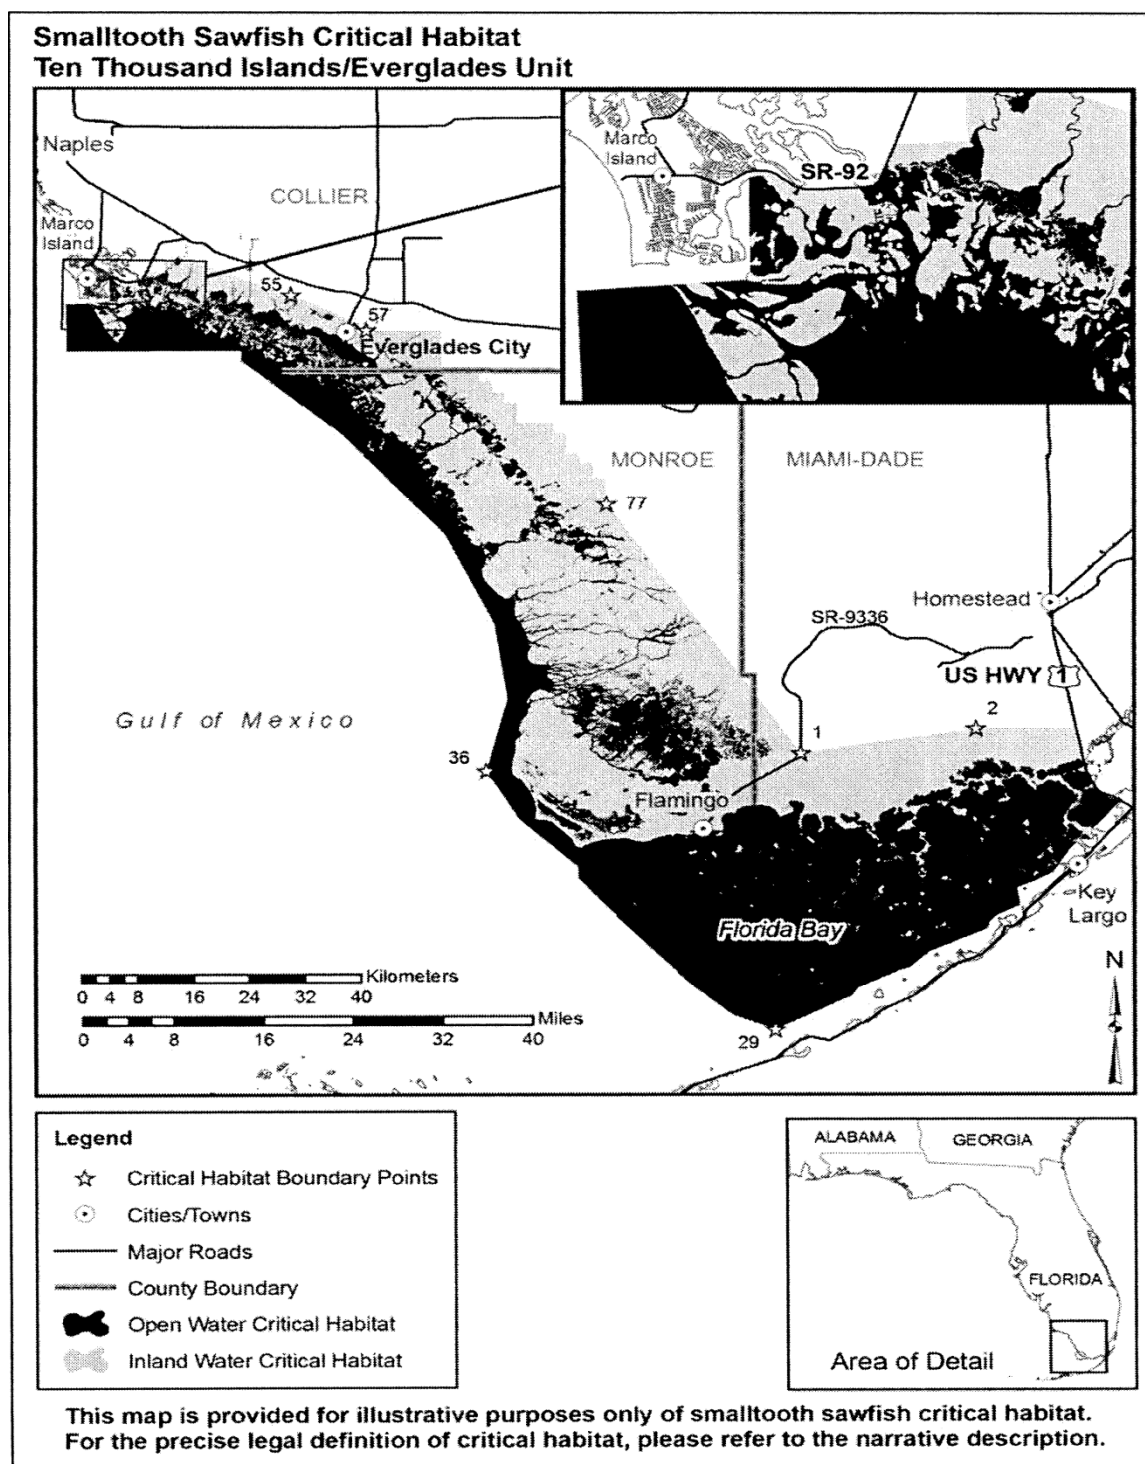 Smalltooth Sawfish Critical Habitat
Ten Thousand Islands/Everglades Unit
Naples
COLLIER
Marco
Island
55
57
Everglades City
Marco
Island
SR-92
MONROE
MIAMI-DADE
77
Homestead
SR-9336
US HWY 1
2
1
Gulf of Mexico
36
Flamingo
Key
Largo
Florida Bay
N
Kilometers
0 4 8 16 24 32 40
Miles
0 4 8 16 24 32 40
29
Legend
Critical Habitat Boundary Points
Cities/Towns
Major Roads
County Boundary
Open Water Critical Habitat
Inland Water Critical Habitat
ALABAMA
GEORGIA
FLORIDA
Area of Detail
This map is provided for illustrative purposes only of smalltooth sawfish critical habitat.
For the precise legal definition of critical habitat, please refer to the narrative description.